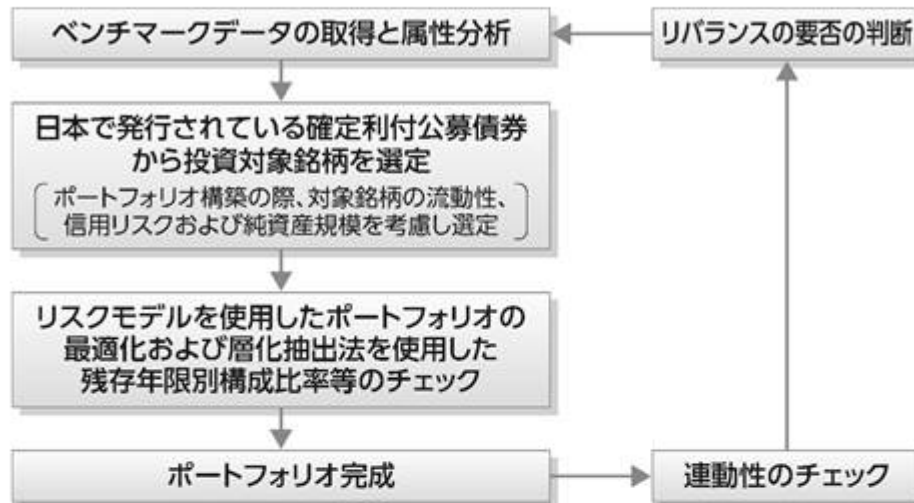 ベンチマークデータの取得と属性分析
リバランスの要否の判断
日本で発行されている確定利付公募債券
から投資対象銘柄を選定
ポートフォリオ構築の際、対象銘柄の流動性、
信用リスクおよび純資産規模を考慮し選定
リスクモデルを使用したポートフォリオの
最適化および層化抽出法を使用した
残存年限別構成比率等のチェック
ポートフォリオ完成
連動性のチェック